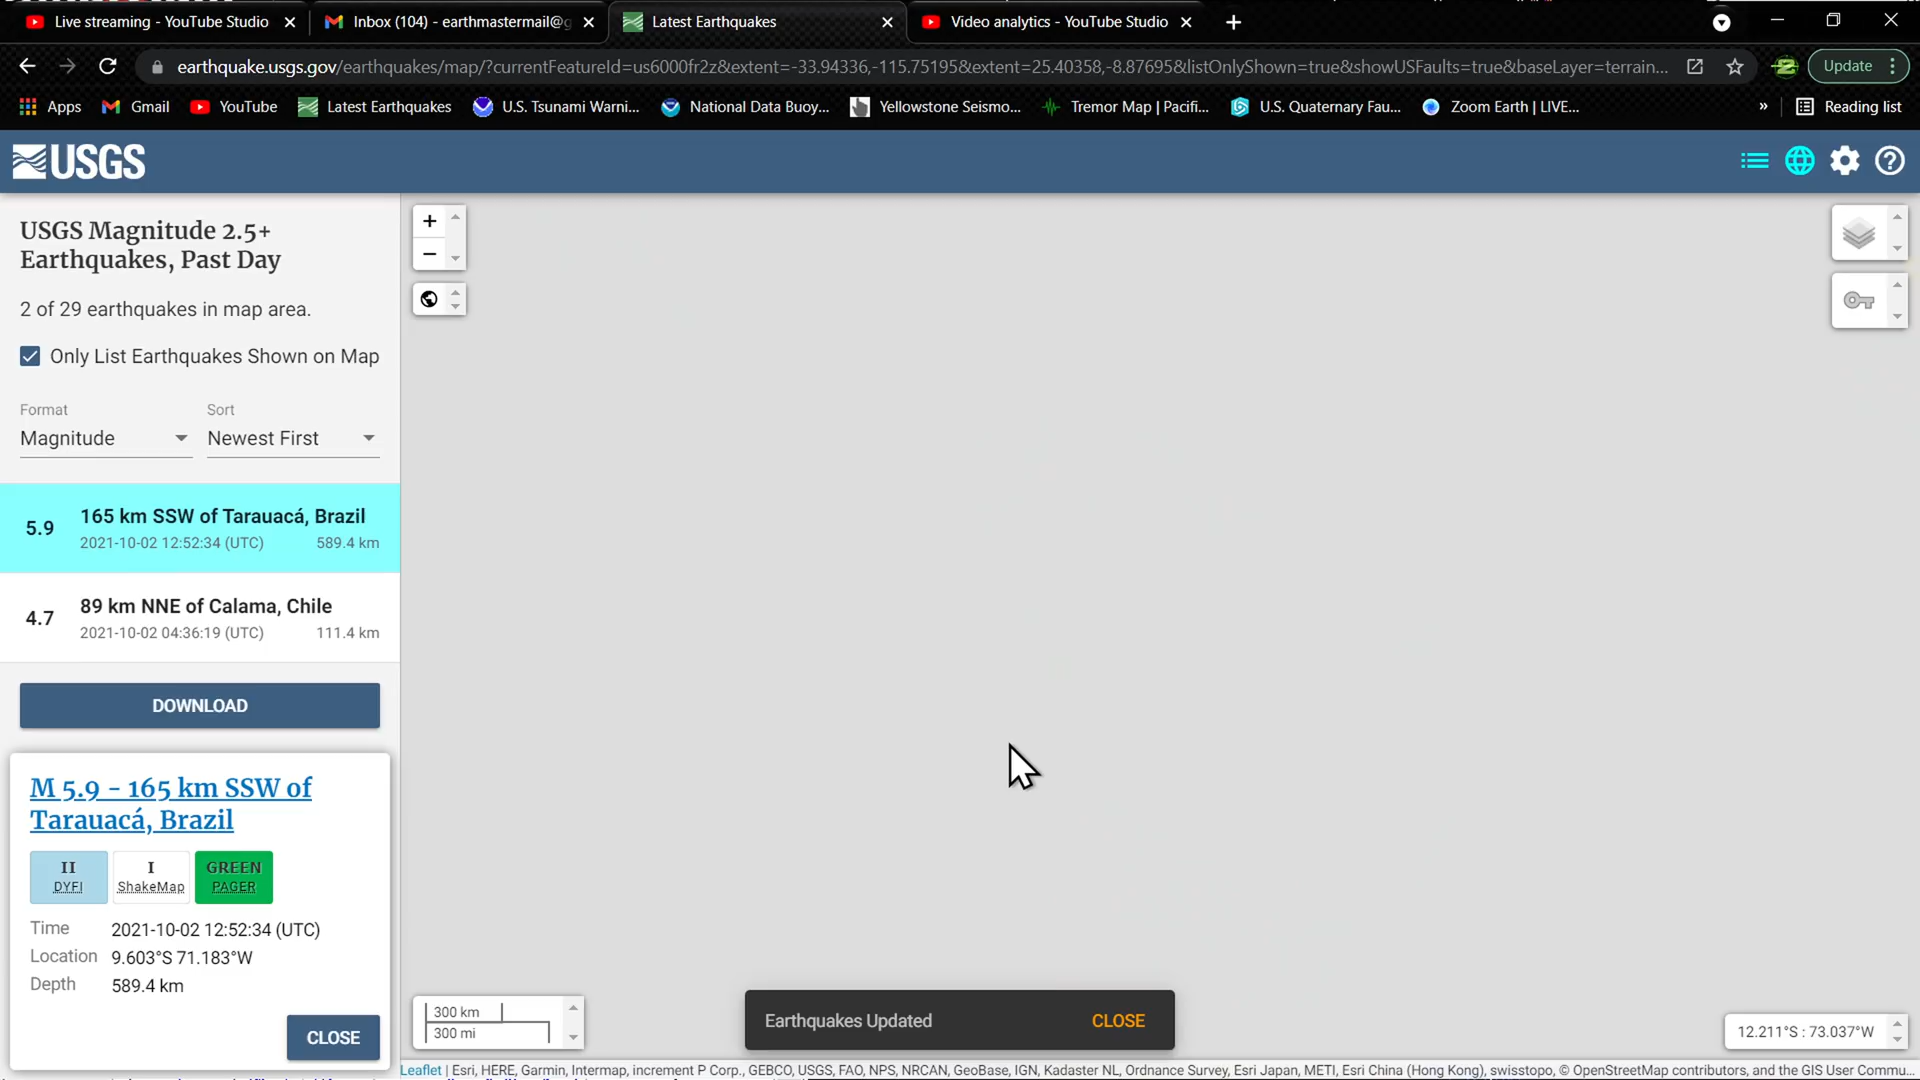 Live streaming - YouTube Studio
Inbox (104) - earthmastermail@g
Latest Earthquakes
Video analytics - YouTube Studio
earthquake.usgs.gov/earthquakes/map/?currentFeatureId=us6000fr2z&extent=-33.94336,-115.75195&extent=25.40358,-8.87695&listOnlyShown=true&showUSFaults=true&baseLayer=terrain...
Update
Apps
Gmail
YouTube
Latest Earthquakes
U.S. Tsunami Warni...
National Data Buoy...
Yellowstone Seismo...
Tremor Map | Pacifi...
U.S. Quaternary Fau...
Zoom Earth | LIVE...
»
Reading list
USGS
USGS Magnitude 2.5+
Earthquakes, Past Day
2 of 29 earthquakes in map area.
Only List Earthquakes Shown on Map
Format
Sort
Magnitude
Newest First
5.9
165 km SSW of Tarauacá, Brazil
2021-10-02 12:52:34 (UTC)
589.4 km
4.7
89 km NNE of Calama, Chile
2021-10-02 04:36:19 (UTC)
111.4 km
DOWNLOAD
M 5.9 - 165 km SSW of
Tarauacá, Brazil
II
DYFI
I
ShakeMap
GREEN
PAGER
Time
2021-10-02 12:52:34 (UTC)
Location
9.603°S 71.183°W
Depth
589.4 km
CLOSE
+
−
300 km
300 mi
Earthquakes Updated
CLOSE
12.211°S : 73.037°W
Leaflet | Esri, HERE, Garmin, Intermap, increment P Corp., GEBCO, USGS, FAO, NPS, NRCAN, GeoBase, IGN, Kadaster NL, Ordnance Survey, Esri Japan, METI, Esri China (Hong Kong), swisstopo, © OpenStreetMap contributors, and the GIS User Commu...